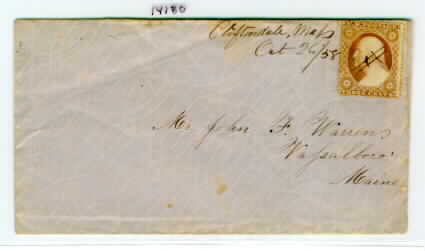 14180
Cliftondale, Mass
Oct 26/58
Mr John F. Warren
Vassalboro
Maine